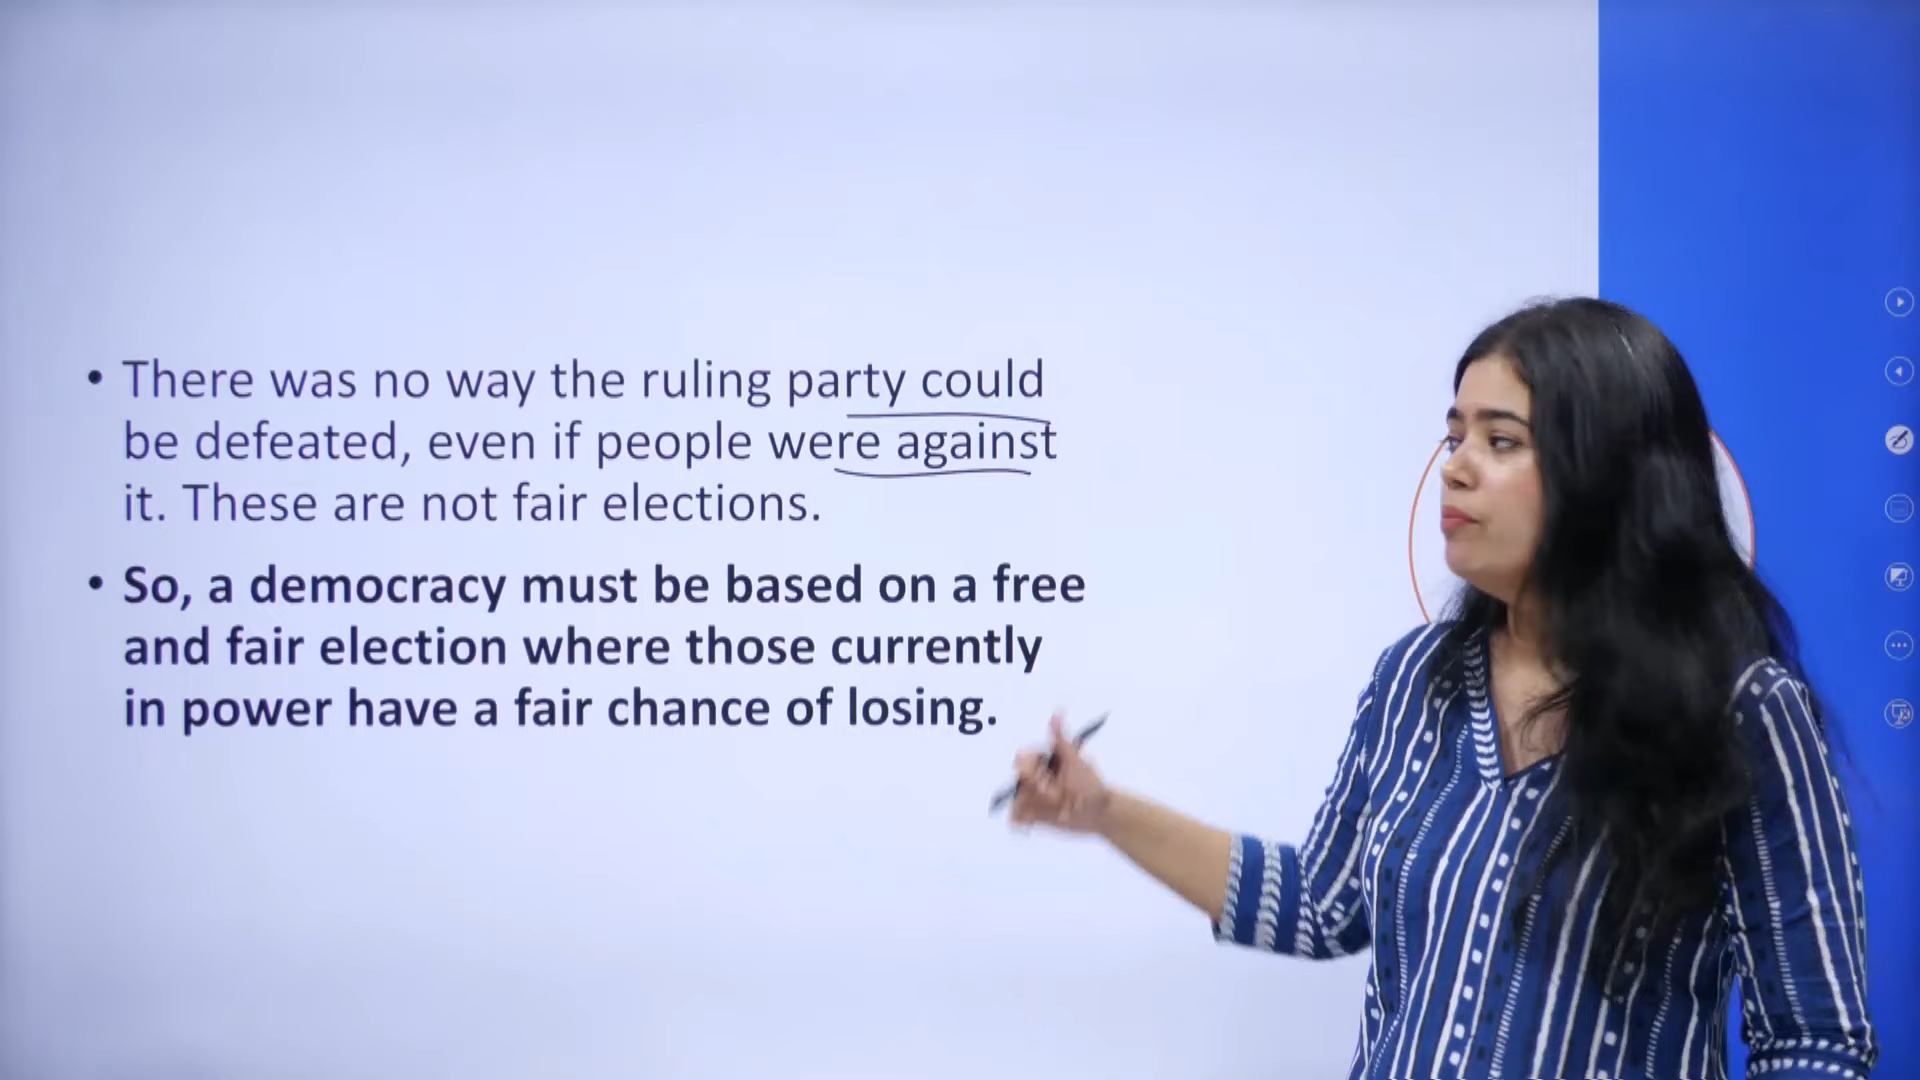 • There was no way the ruling party could
be defeated, even if people were against
it. These are not fair elections.
• So, a democracy must be based on a free
and fair election where those currently
in power have a fair chance of losing.